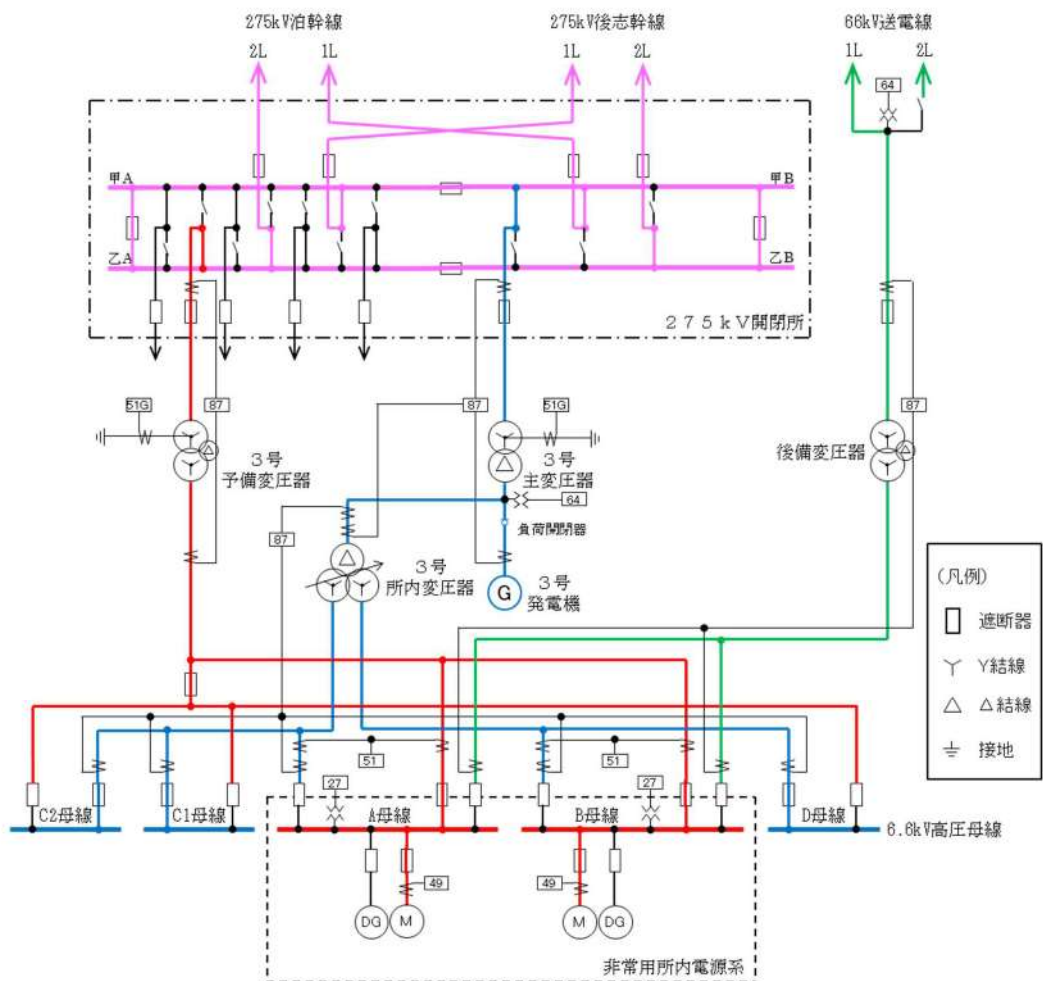 275kV泊幹線
275kV後志幹線
66kV送電線
2L
1L
1L
2L
1L
2L
64
甲A
甲B
乙A
乙B
275kV開閉所
51G
87
87
51G
87
3号
予備変圧器
3号
主変圧器
後備変圧器
64
87
負荷開閉器
3号
所内変圧器
G
3号
発電機
(凡例)
遮断器
Y結線
△結線
接地
51
51
27
27
C2母線
C1母線
A母線
B母線
D母線
6.6kV高圧母線
49
49
DG
M
M
DG
非常用所内電源系